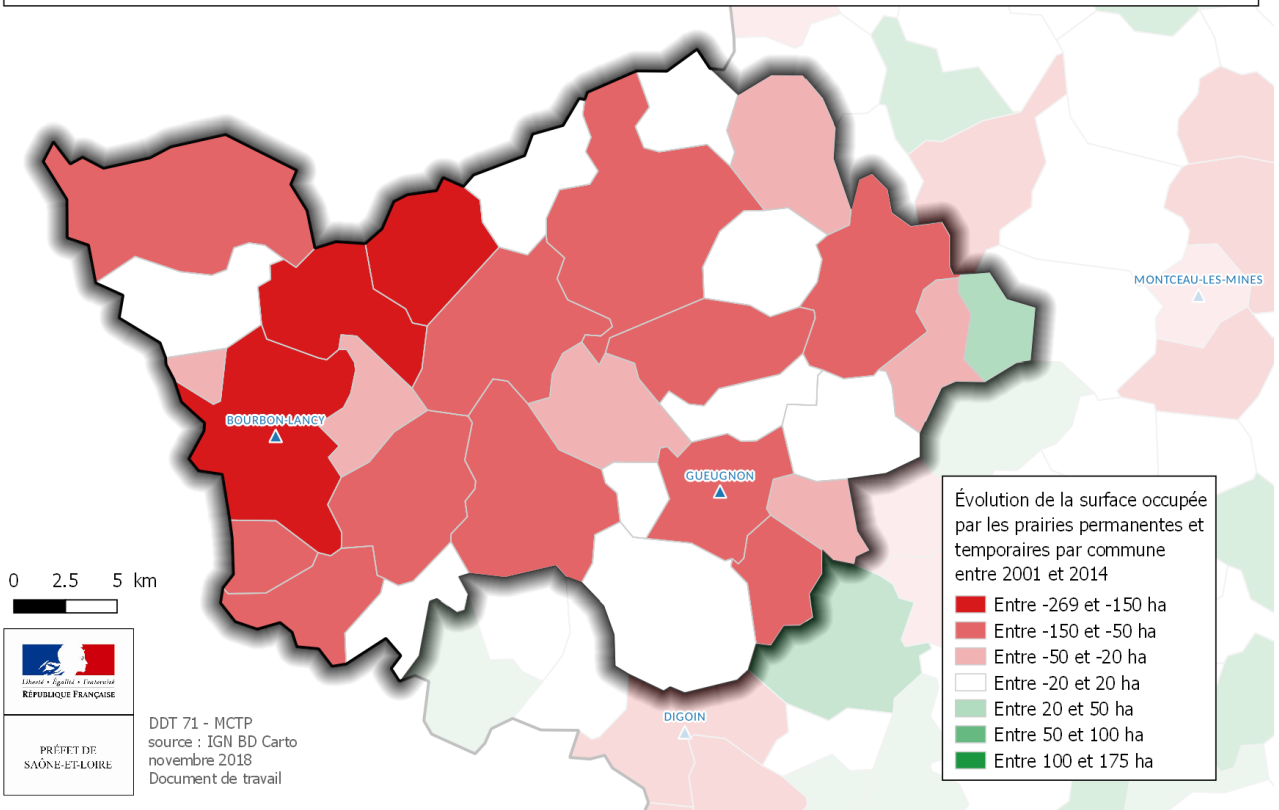 MONTCEAU-LES-MINES
BOURBON-LANCY
GUEUGNON
DIGOIN
0 2.5 5 km
Liberté • Égalité • Fraternité
RÉPUBLIQUE FRANÇAISE
PRÉFET DE
SAÔNE-ET-LOIRE
DDT 71 - MCTP
source : IGN BD Carto
novembre 2018
Document de travail
Évolution de la surface occupée
par les prairies permanentes et
temporaires par commune
entre 2001 et 2014
Entre -269 et -150 ha
Entre -150 et -50 ha
Entre -50 et -20 ha
Entre -20 et 20 ha
Entre 20 et 50 ha
Entre 50 et 100 ha
Entre 100 et 175 ha